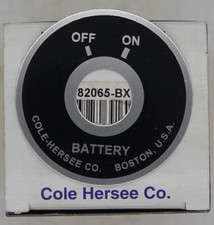 OFF ON
82065-BX
BATTERY
COLE-HERSEE CO. BOSTON, U.S.A.
Cole Hersee Co.